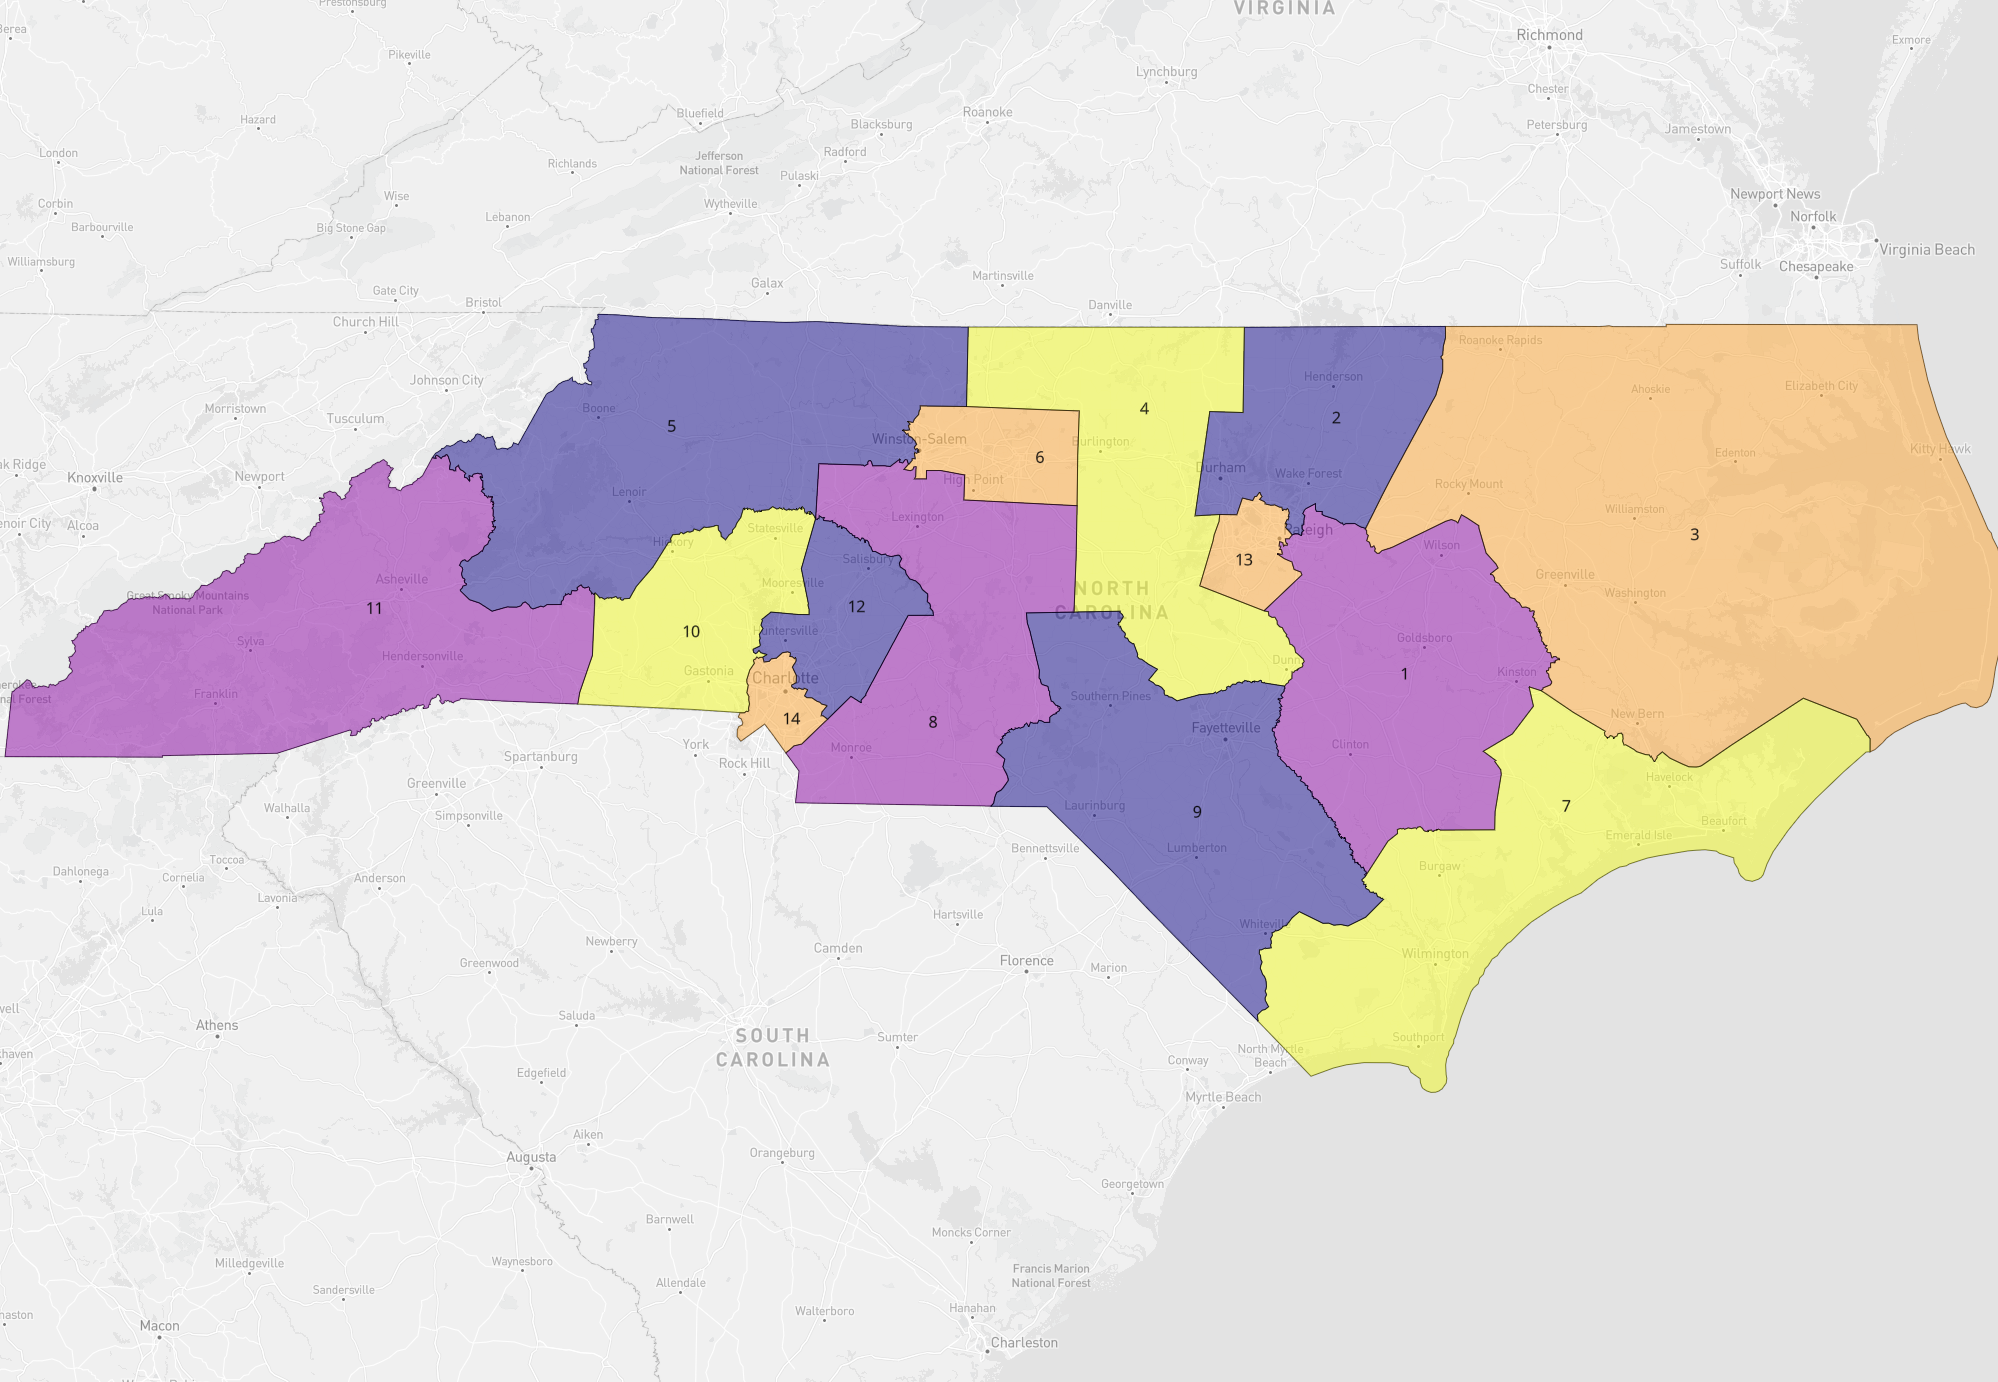 VIRGINIA
Prestonsburg
Berea
Pikeville
Richmond
Exmore
Lynchburg
Chester
Hazard
Bluefield
Roanoke
Blacksburg
Petersburg
Jamestown
London
Richlands
Jefferson
National Forest
Radford
Pulaski
Wise
Newport News
Corbin
Wytheville
Lebanon
Norfolk
Barbourville
Big Stone Gap
Virginia Beach
Williamsburg
Suffolk
Chesapeake
Galax
Martinsville
Gate City
Bristol
Danville
Church Hill
Roanoke Rapids
Johnson City
Henderson
Ahoskie
Elizabeth City
Morristown
Tusculum
Boone
4
2
5
Winston-Salem
Burlington
Kitty Hawk
ak Ridge
6
Edenton
Knoxville
Newport
Durham
Wake Forest
High Point
Lenoir
Rocky Mount
Lexington
Williamston
enoir City
Alcoa
Statesville
Raleigh
3
Hickory
Salisbury
Wilson
13
Asheville
Mooresville
NORTH
CAROLINA
Greenville
Great Smoky Mountains
National Park
11
12
Washington
10
Huntersville
Sylva
Goldsboro
Hendersonville
Gastonia
Charlotte
Dunn
1
Kinston
nal Forest
Franklin
Southern Pines
14
8
New Bern
Fayetteville
York
Monroe
Clinton
Spartanburg
Rock Hill
Havelock
Greenville
Walhalla
Simpsonville
Laurinburg
9
7
Beaufort
Emerald Isle
Bennettsville
Lumberton
Toccoa
Burgaw
Dahlonega
Cornelia
Anderson
Lavonia
Lula
Hartsville
Whiteville
Newberry
Camden
Wilmington
Greenwood
Florence
Marion
well
Saluda
Athens
SOUTH
CAROLINA
Sumter
Southport
North Myrtle
Beach
Conway
khaven
Edgefield
Myrtle Beach
Aiken
Augusta
Orangeburg
Georgetown
Barnwell
Moncks Corner
Milledgeville
Waynesboro
Francis Marion
National Forest
Sandersville
Allendale
Hanahan
Walterboro
Macon
Charleston